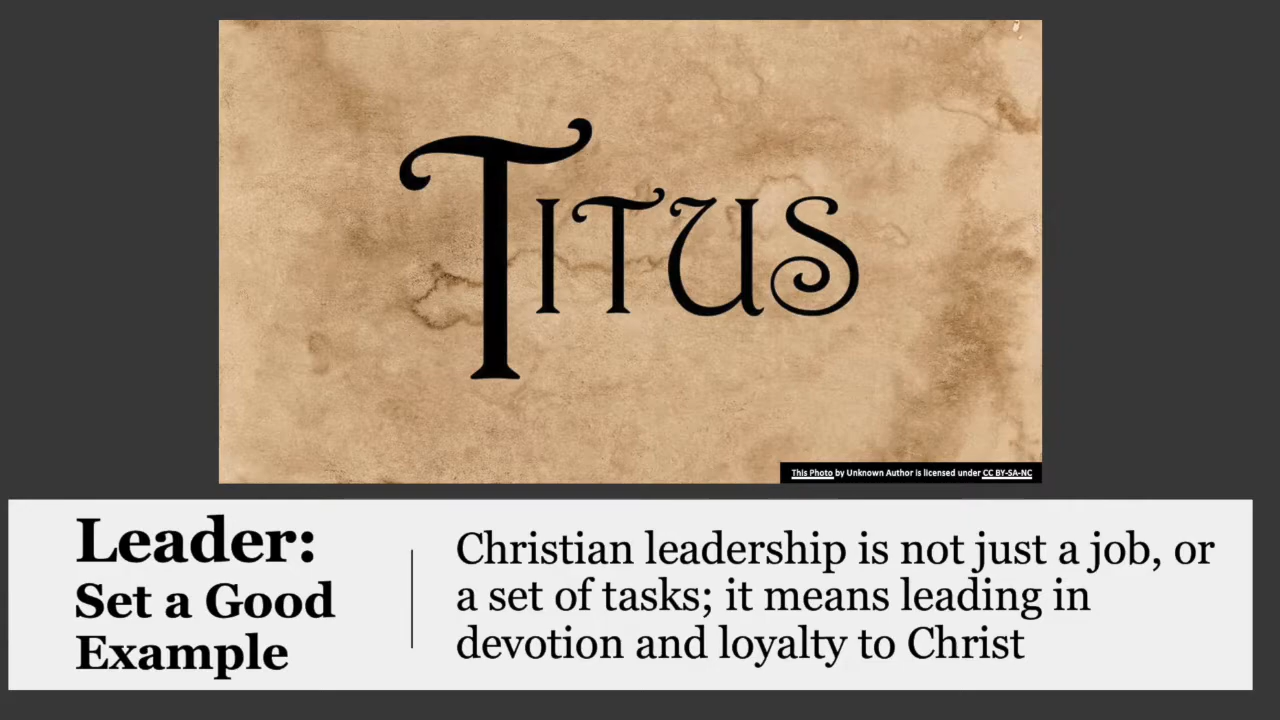 TITUS
This Photo by Unknown Author is licensed under CC BY-SA-NC
Leader:
Set a Good
Example
Christian leadership is not just a job, or
a set of tasks; it means leading in
devotion and loyalty to Christ